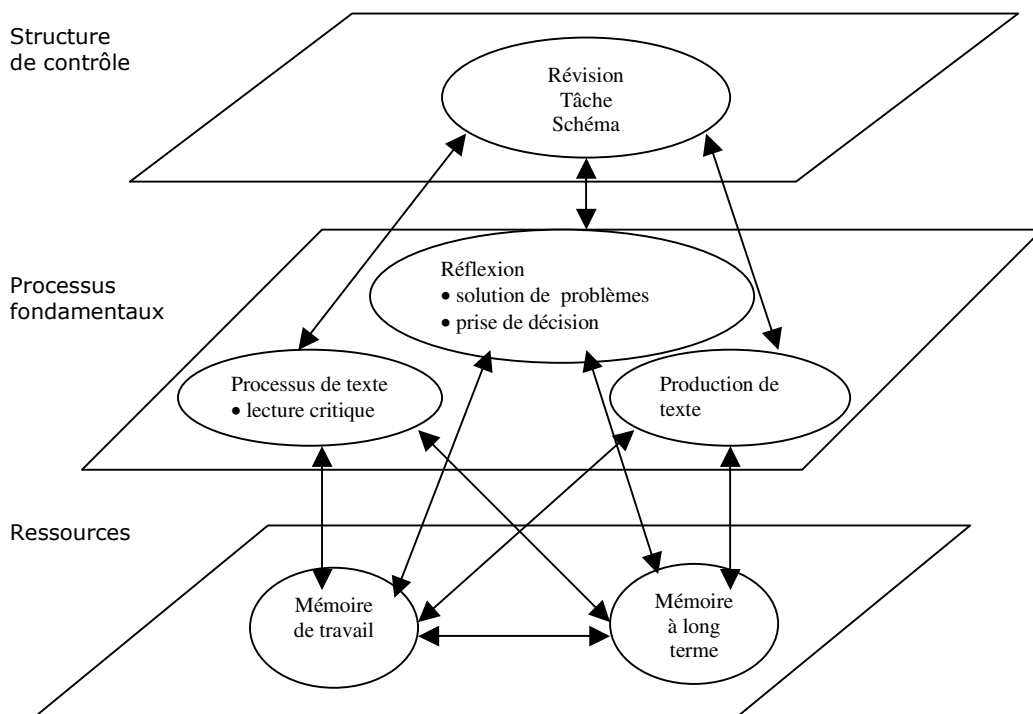 Structure
de contrôle
Révision
Tâche
Schéma
Processus
fondamentaux
Réflexion
• solution de problèmes
• prise de décision
Processus de texte
• lecture critique
Production de
texte
Ressources
Mémoire
de travail
Mémoire
à long
terme